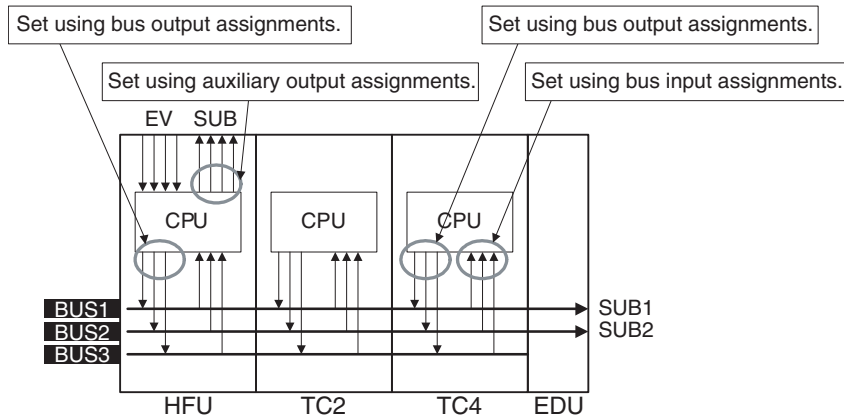 Set using bus output assignments.
Set using bus output assignments.
Set using auxiliary output assignments.
Set using bus input assignments.
EV SUB
CPU CPU CPU
BUS1 SUB1
BUS2 SUB2
BUS3
HFU TC2 TC4 EDU